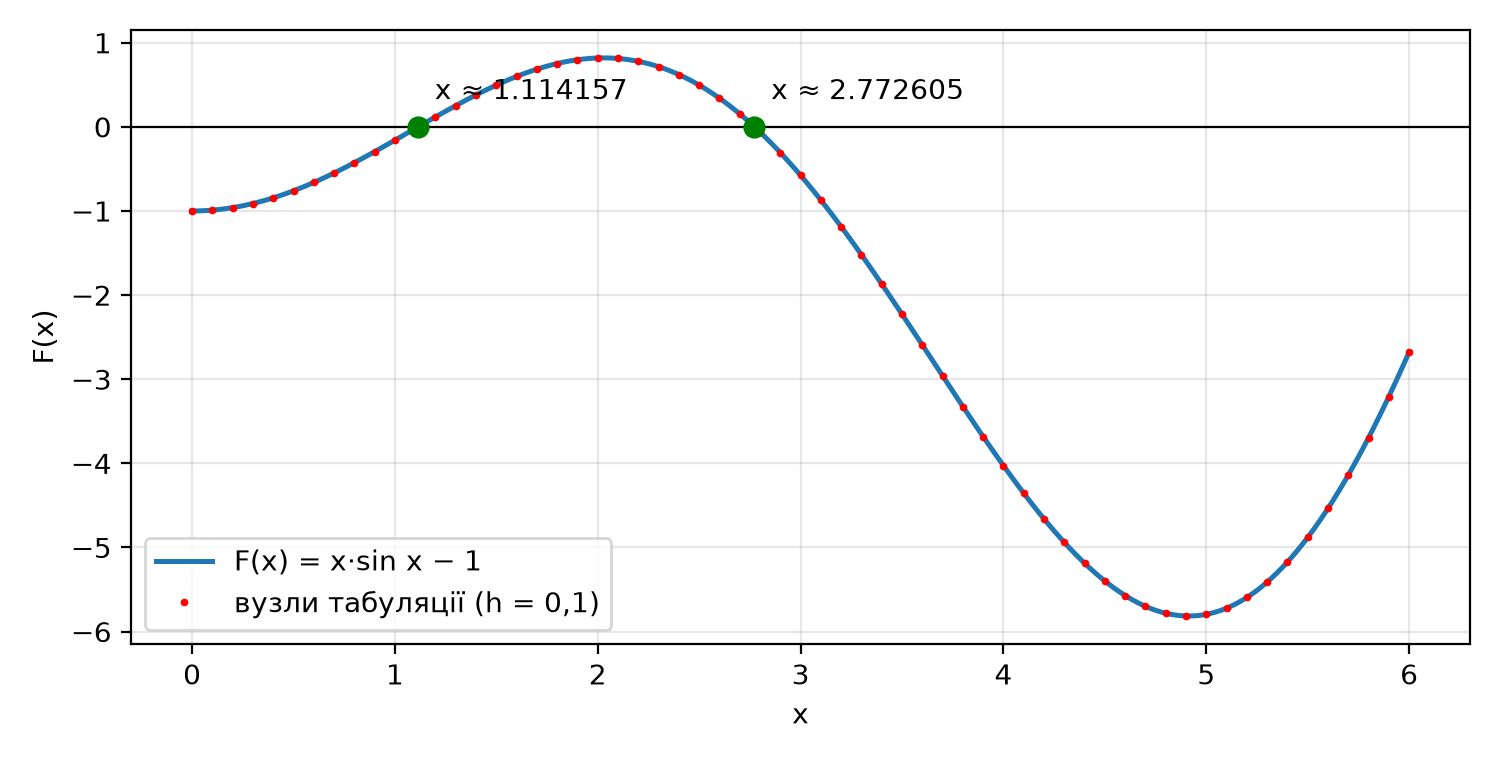 1
0
−1
−2
−3
−4
−5
−6
F(x)
x ≈ 1.114157
x ≈ 2.772605
F(x) = x·sin x − 1
вузли табуляції (h = 0,1)
0 1 2 3 4 5 6
x